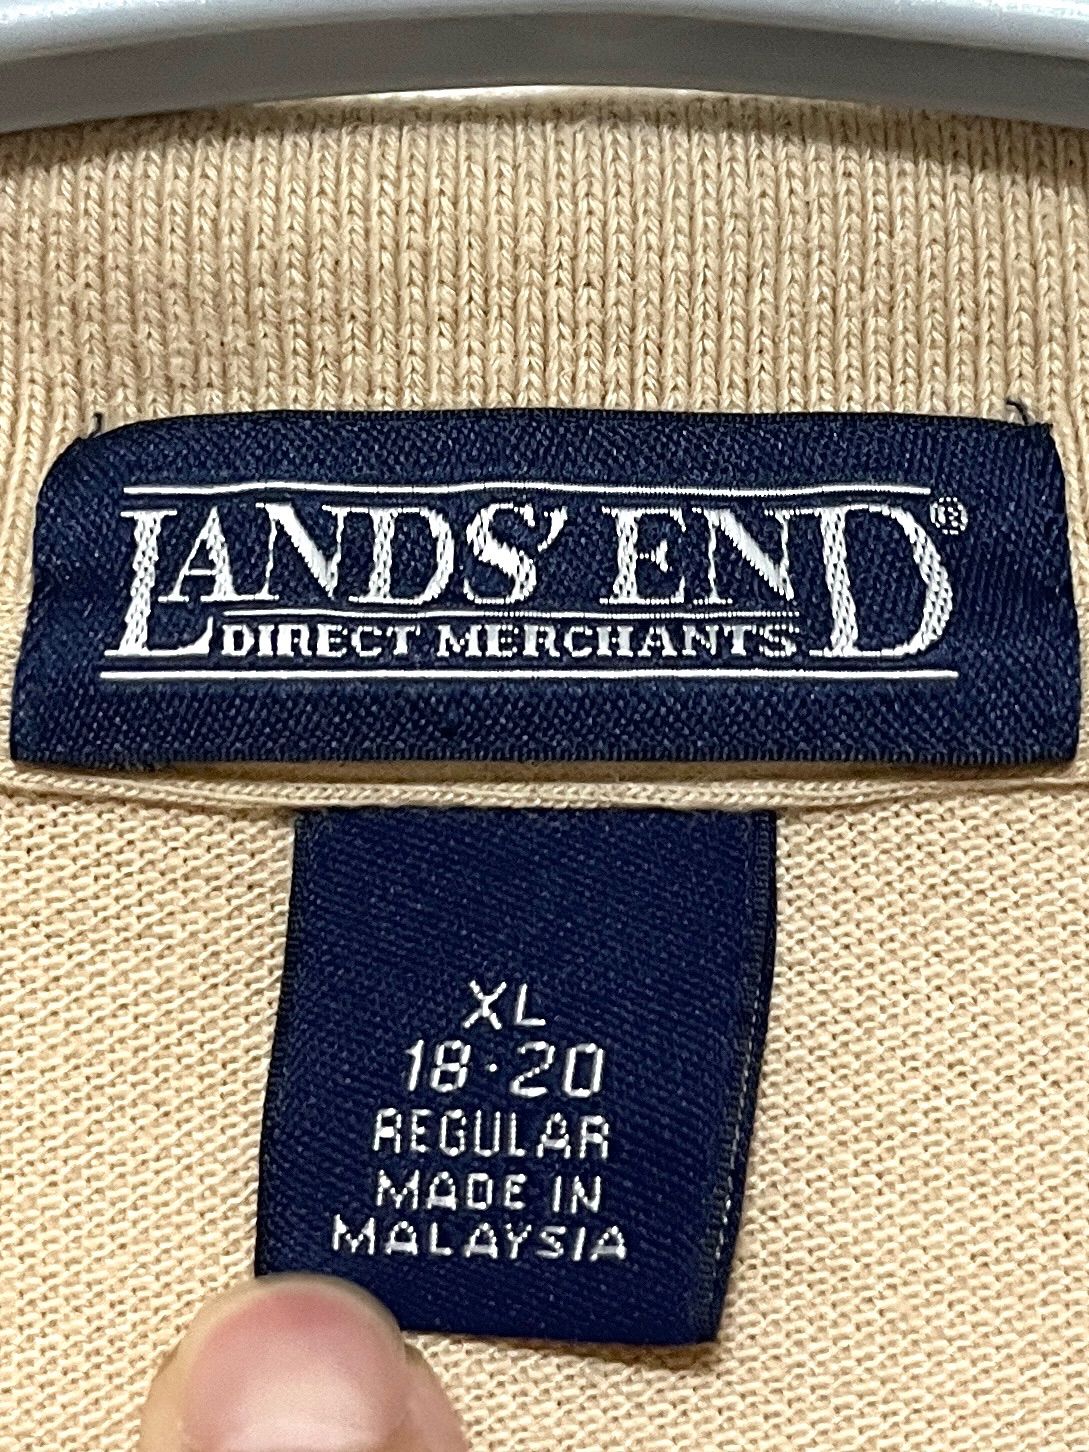 LANDS' END®
DIRECT MERCHANTS
XL
18·20
REGULAR
MADE IN
MALAYSIA